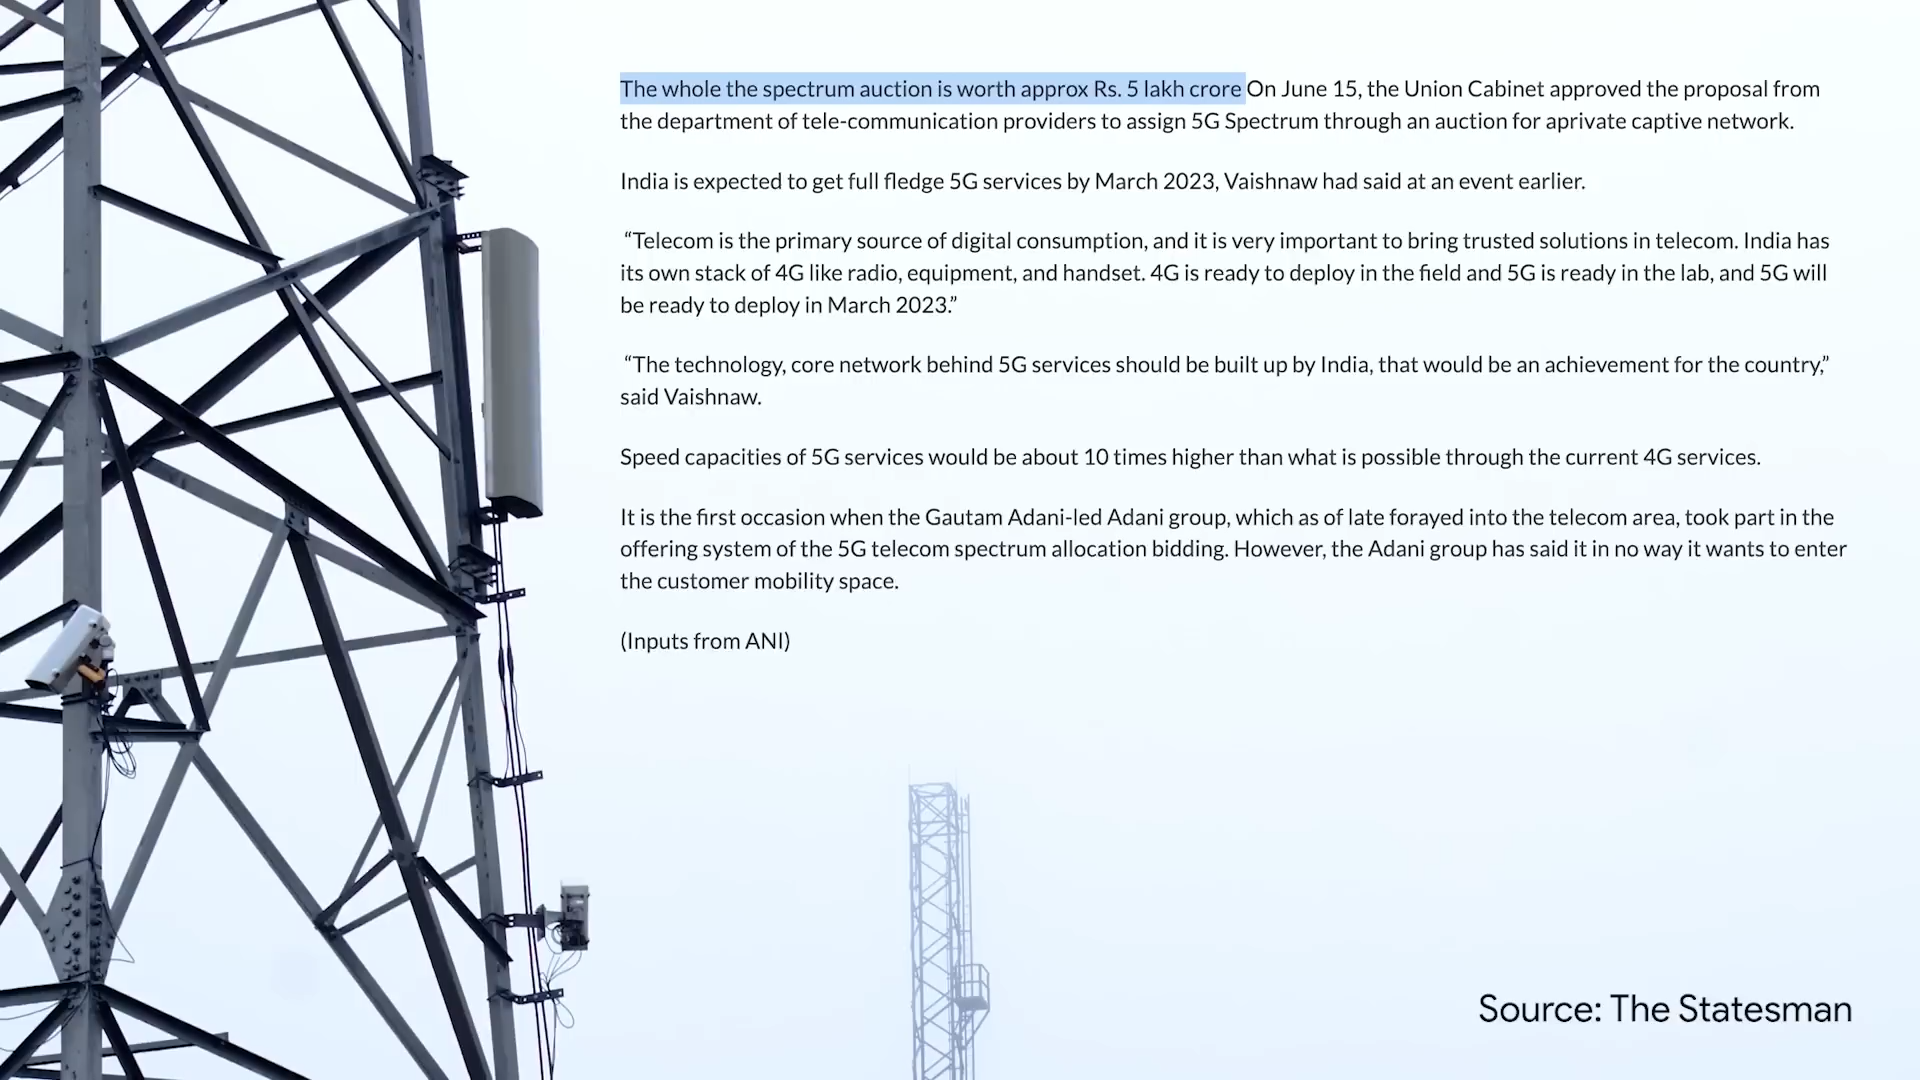 The whole the spectrum auction is worth approx Rs. 5 lakh crore On June 15, the Union Cabinet approved the proposal from
the department of tele-communication providers to assign 5G Spectrum through an auction for aprivate captive network.
India is expected to get full fledge 5G services by March 2023, Vaishnaw had said at an event earlier.
“Telecom is the primary source of digital consumption, and it is very important to bring trusted solutions in telecom. India has
its own stack of 4G like radio, equipment, and handset. 4G is ready to deploy in the field and 5G is ready in the lab, and 5G will
be ready to deploy in March 2023.”
“The technology, core network behind 5G services should be built up by India, that would be an achievement for the country,”
said Vaishnaw.
Speed capacities of 5G services would be about 10 times higher than what is possible through the current 4G services.
It is the first occasion when the Gautam Adani-led Adani group, which as of late forayed into the telecom area, took part in the
offering system of the 5G telecom spectrum allocation bidding. However, the Adani group has said it in no way it wants to enter
the customer mobility space.
(Inputs from ANI)
Source: The Statesman